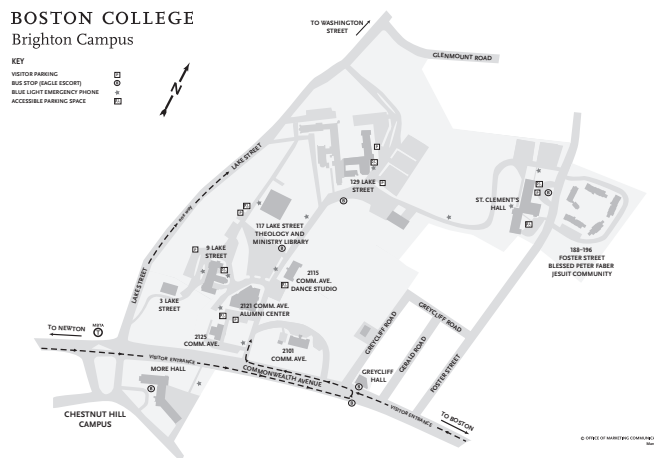 BOSTON COLLEGE
Brighton Campus
KEY
VISITOR PARKING P
BUS STOP (EAGLE ESCORT) B
BLUE LIGHT EMERGENCY PHONE *
ACCESSIBLE PARKING SPACE
N
TO WASHINGTON
STREET
GLENMOUNT ROAD
LAKE STREET
one way
LAKE STREET
129 LAKE
STREET
ST. CLEMENT'S
HALL
188-196
FOSTER STREET
BLESSED PETER FABER
JESUIT COMMUNITY
117 LAKE STREET
THEOLOGY AND
MINISTRY LIBRARY
9 LAKE
STREET
2115
COMM. AVE.
DANCE STUDIO
3 LAKE
STREET
2121 COMM. AVE.
ALUMNI CENTER
2125
COMM. AVE.
2101
COMM. AVE.
GREYCLIFF ROAD
GREYCLIFF ROAD
GERALD ROAD
FOSTER STREET
GREYCLIFF
HALL
TO NEWTON
MBTA
T
VISITOR ENTRANCE
COMMONWEALTH AVENUE
VISITOR ENTRANCE
TO BOSTON
MORE HALL
CHESTNUT HILL
CAMPUS
© OFFICE OF MARKETING COMMUNICA